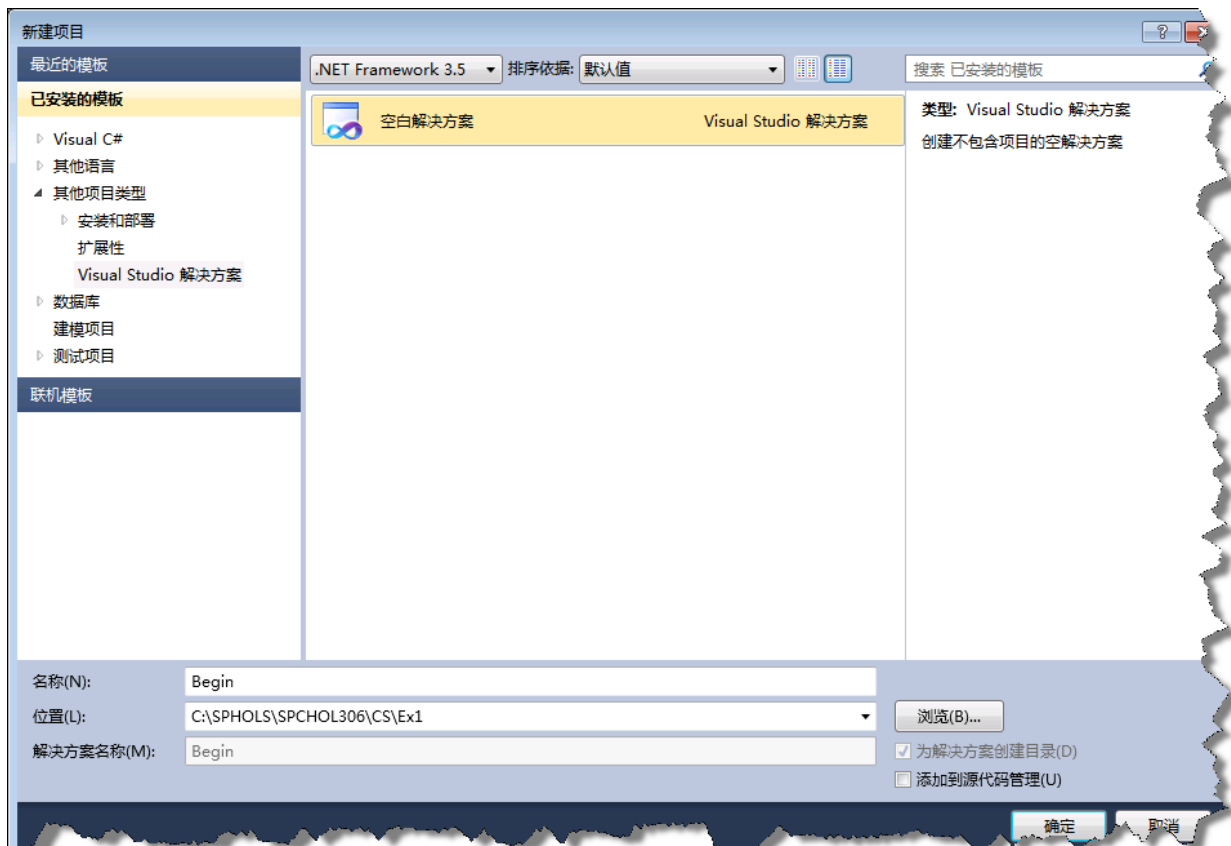 新建项目
最近的模板
已安装的模板
Visual C#
其他语言
其他项目类型
安装和部署
扩展性
Visual Studio 解决方案
数据库
建模项目
测试项目
联机模板
.NET Framework 3.5 排序依据: 默认值
空白解决方案 Visual Studio 解决方案
搜索 已安装的模板
类型: Visual Studio 解决方案
创建不包含项目的空解决方案
名称(N): Begin
位置(L): C:\SPHOLS\SPCHOL306\CS\Ex1 浏览(B)...
解决方案名称(M): Begin
为解决方案创建目录(D)
添加到源代码管理(U)
确定 取消